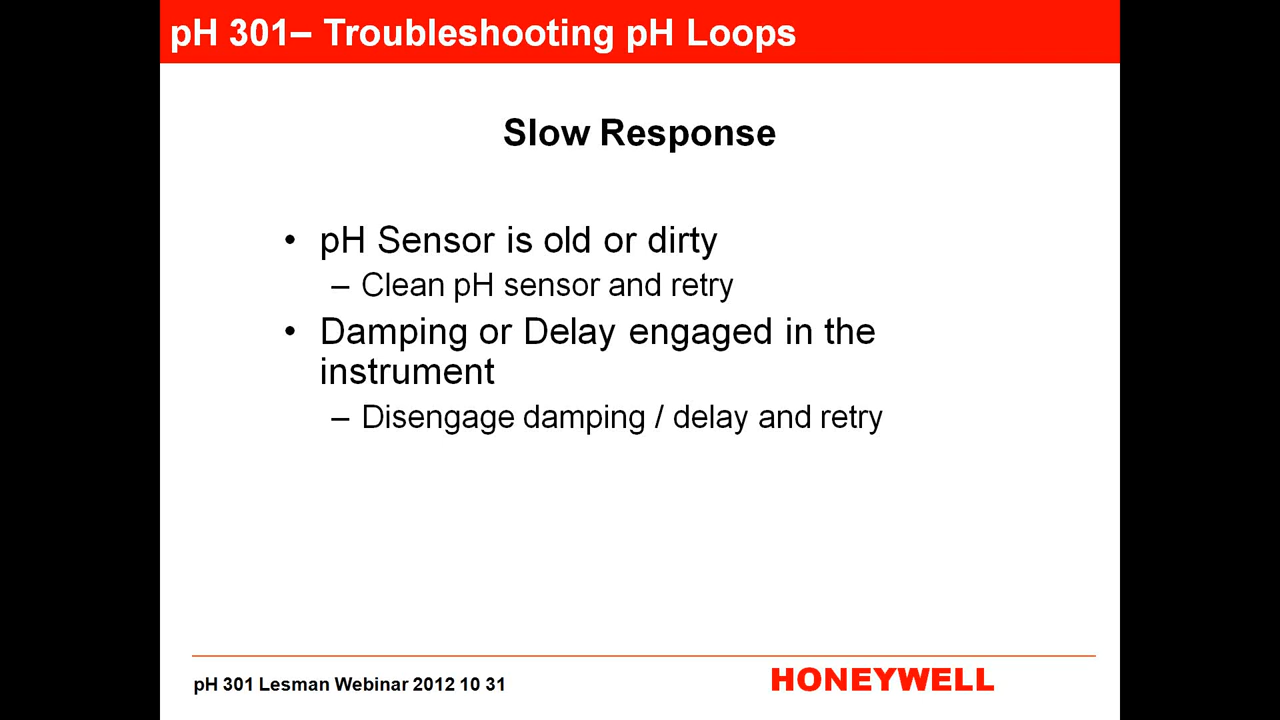 pH 301– Troubleshooting pH Loops
Slow Response
• pH Sensor is old or dirty
– Clean pH sensor and retry
• Damping or Delay engaged in the
instrument
– Disengage damping / delay and retry
pH 301 Lesman Webinar 2012 10 31
HONEYWELL